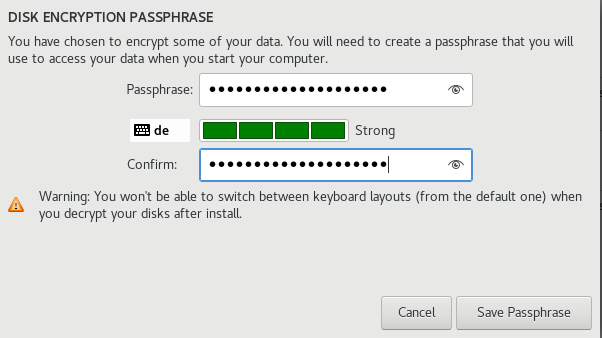 DISK ENCRYPTION PASSPHRASE
You have chosen to encrypt some of your data. You will need to create a passphrase that you will
use to access your data when you start your computer.
Passphrase: ••••••••••••••••••••
de Strong
Confirm: ••••••••••••••••••••
Warning: You won't be able to switch between keyboard layouts (from the default one) when
you decrypt your disks after install.
Cancel Save Passphrase